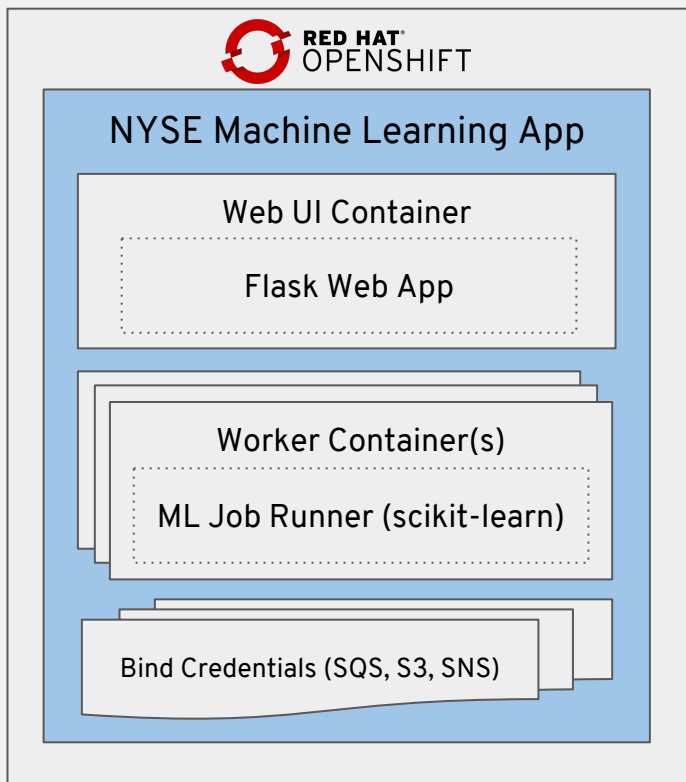 RED HAT®
OPENSHIFT
NYSE Machine Learning App
Web UI Container
Flask Web App
Worker Container(s)
ML Job Runner (scikit-learn)
Bind Credentials (SQS, S3, SNS)